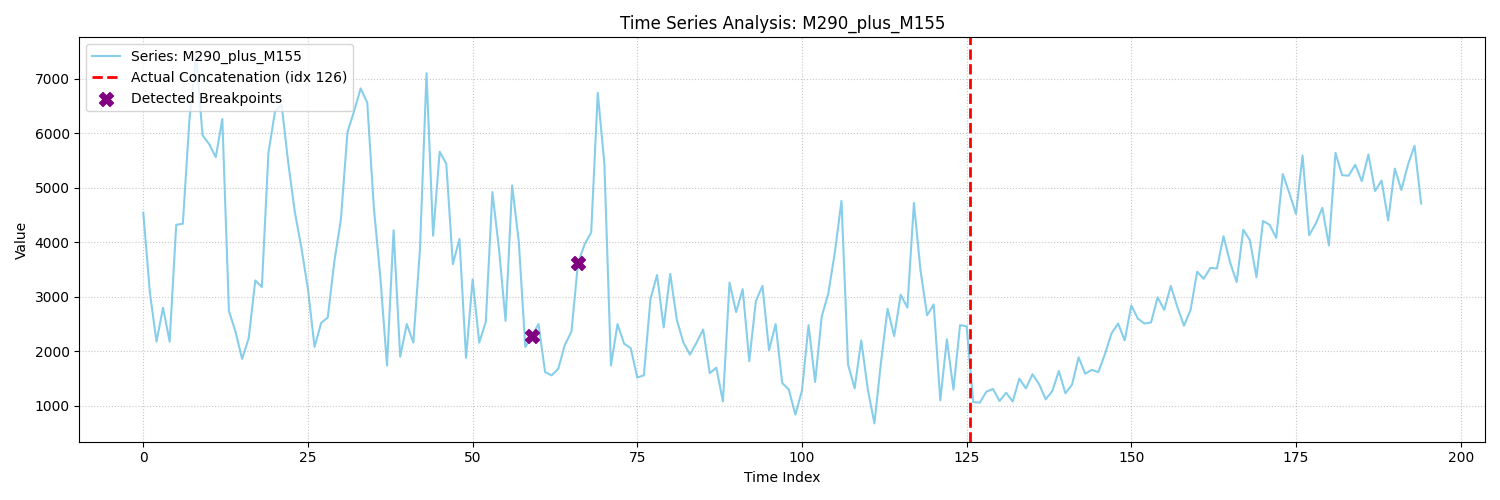 Time Series Analysis: M290_plus_M155
Series: M290_plus_M155
Actual Concatenation (idx 126)
Detected Breakpoints
Value
7000
6000
5000
4000
3000
2000
1000
0 25 50 75 100 125 150 175 200
Time Index